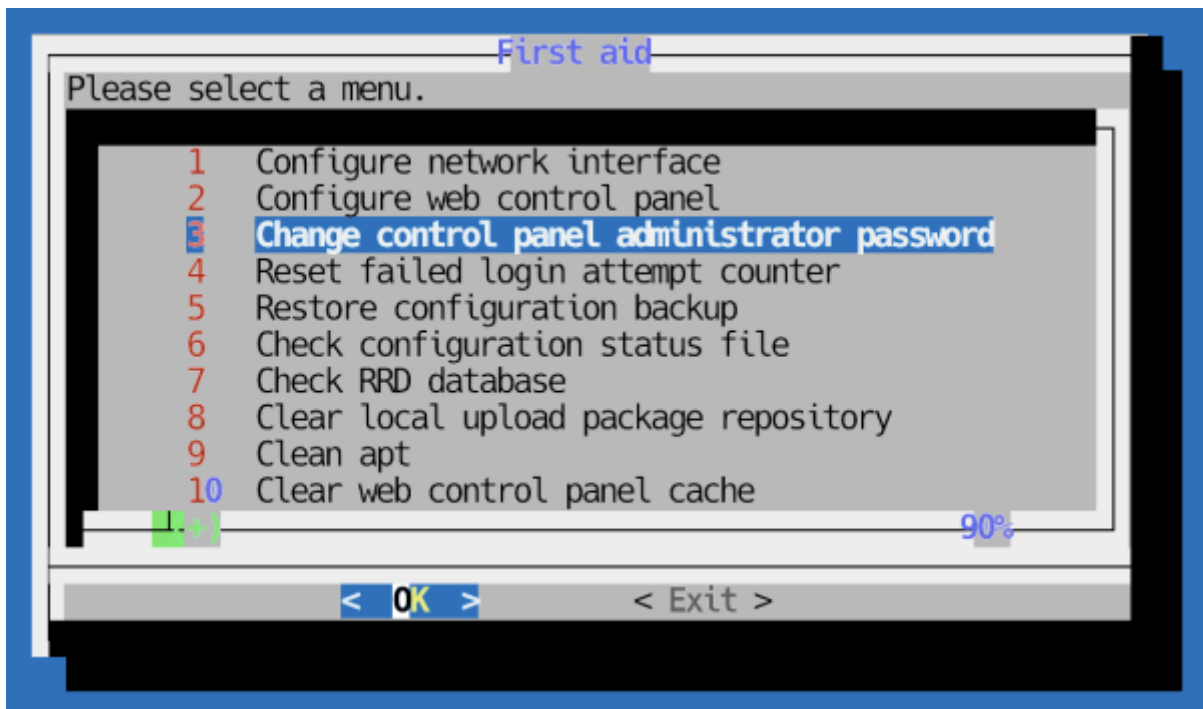 First aid
Please select a menu.
1 Configure network interface
2 Configure web control panel
3 Change control panel administrator password
4 Reset failed login attempt counter
5 Restore configuration backup
6 Check configuration status file
7 Check RRD database
8 Clear local upload package repository
9 Clean apt
10 Clear web control panel cache
(+) 90%
< OK > < Exit >